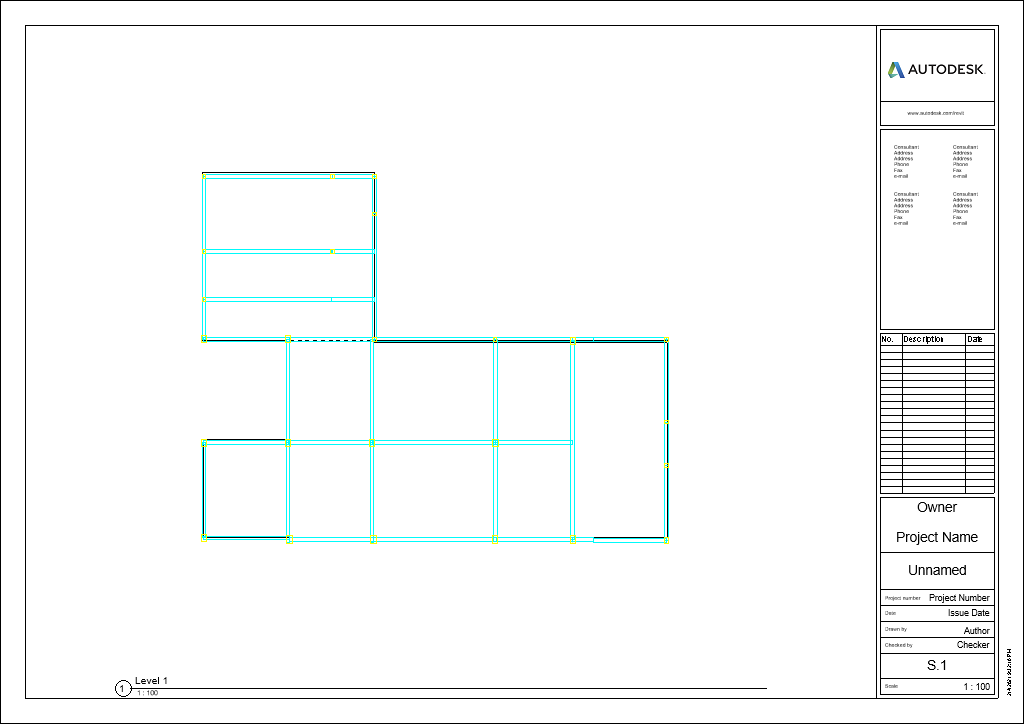 AUTODESK
www.autodesk.com/revit
Consultant
Address
Address
Phone
Fax
e-mail
Consultant
Address
Address
Phone
Fax
e-mail
Consultant
Address
Address
Phone
Fax
e-mail
Consultant
Address
Address
Phone
Fax
e-mail
No. Description Date
Owner
Project Name
Unnamed
Project number Project Number
Date Issue Date
Drawn by Author
Checked by Checker
S.1
Scale 1 : 100
1 Level 1
1 : 100